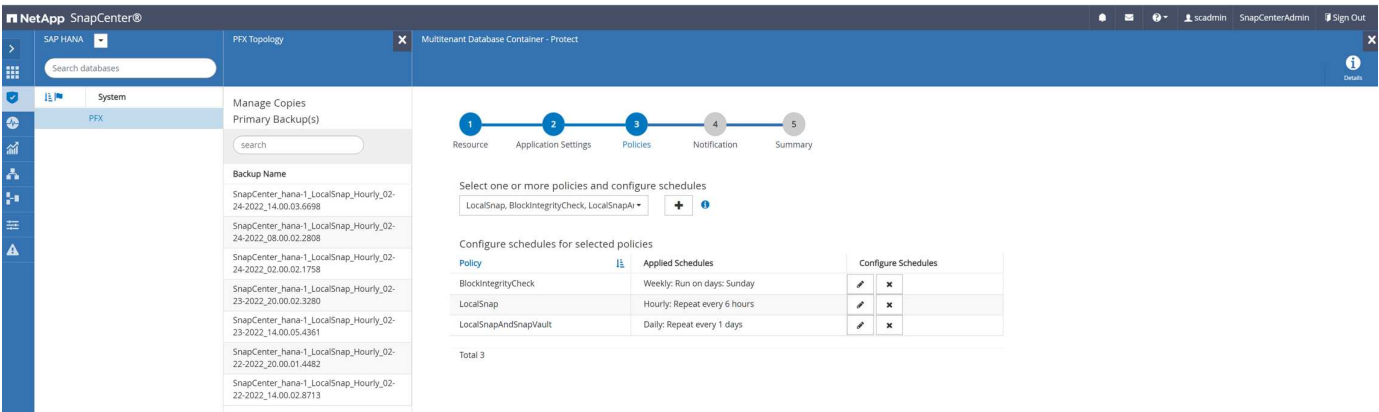 NetApp SnapCenter®
scadmin SnapCenterAdmin Sign Out
SAP HANA
Search databases
System
PFX
PFX Topology
Manage Copies
Primary Backup(s)
search
Backup Name
SnapCenter_hana-1_LocalSnap_Hourly_02-
24-2022_14.00.03.6698
SnapCenter_hana-1_LocalSnap_Hourly_02-
24-2022_08.00.02.2808
SnapCenter_hana-1_LocalSnap_Hourly_02-
24-2022_02.00.02.1758
SnapCenter_hana-1_LocalSnap_Hourly_02-
23-2022_20.00.02.3280
SnapCenter_hana-1_LocalSnap_Hourly_02-
23-2022_14.00.05.4361
SnapCenter_hana-1_LocalSnap_Hourly_02-
22-2022_20.00.01.4482
SnapCenter_hana-1_LocalSnap_Hourly_02-
22-2022_14.00.02.8713
Multitenant Database Container - Protect
Details
1 2 3 4 5
Resource Application Settings Policies Notification Summary
Select one or more policies and configure schedules
LocalSnap, BlockIntegrityCheck, LocalSnapA
Configure schedules for selected policies
Policy Applied Schedules Configure Schedules
BlockIntegrityCheck Weekly: Run on days: Sunday
LocalSnap Hourly: Repeat every 6 hours
LocalSnapAndSnapVault Daily: Repeat every 1 days
Total 3